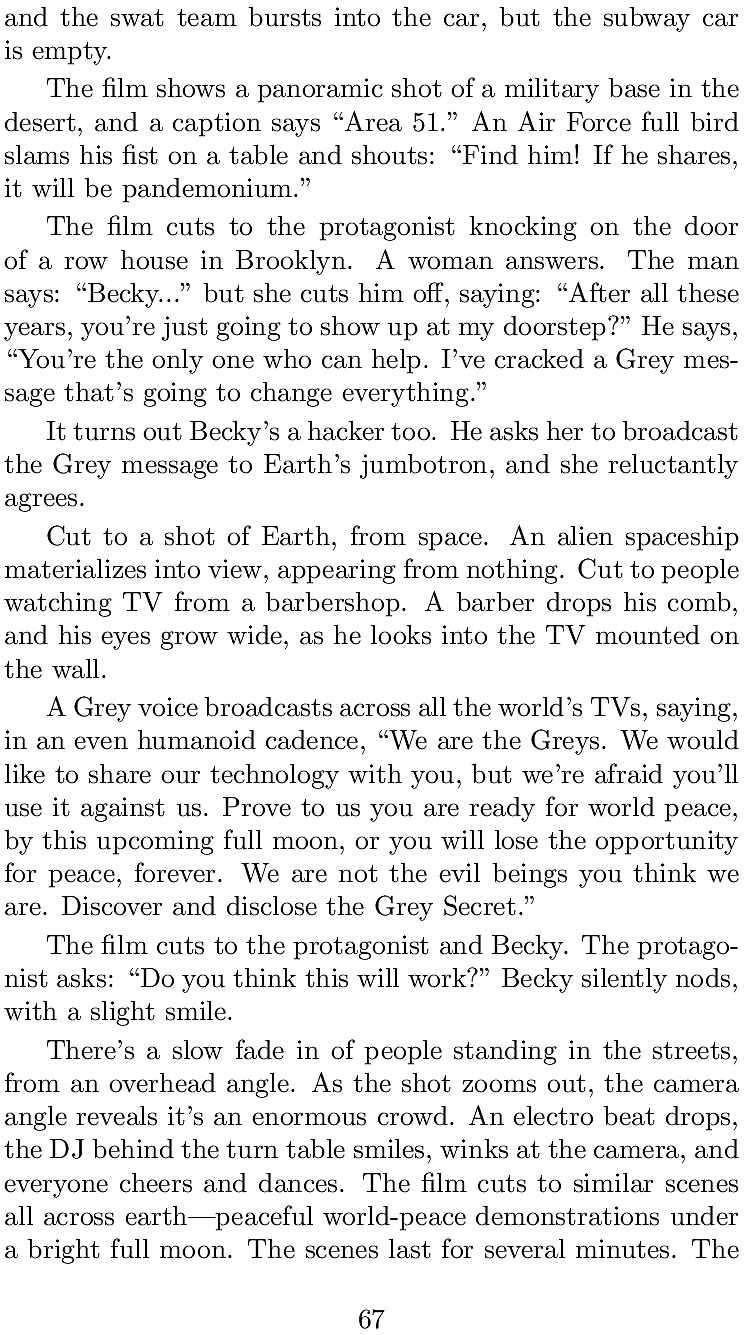 and the swat team bursts into the car, but the subway car
is empty.
The film shows a panoramic shot of a military base in the
desert, and a caption says “Area 51.” An Air Force full bird
slams his fist on a table and shouts: “Find him! If he shares,
it will be pandemonium.”
The film cuts to the protagonist knocking on the door
of a row house in Brooklyn. A woman answers. The man
says: “Becky...” but she cuts him off, saying: “After all these
years, you’re just going to show up at my doorstep?” He says,
“You’re the only one who can help. I’ve cracked a Grey mes-
sage that’s going to change everything.”
It turns out Becky’s a hacker too. He asks her to broadcast
the Grey message to Earth’s jumbotron, and she reluctantly
agrees.
Cut to a shot of Earth, from space. An alien spaceship
materializes into view, appearing from nothing. Cut to people
watching TV from a barbershop. A barber drops his comb,
and his eyes grow wide, as he looks into the TV mounted on
the wall.
A Grey voice broadcasts across all the world’s TVs, saying,
in an even humanoid cadence, “We are the Greys. We would
like to share our technology with you, but we’re afraid you’ll
use it against us. Prove to us you are ready for world peace,
by this upcoming full moon, or you will lose the opportunity
for peace, forever. We are not the evil beings you think we
are. Discover and disclose the Grey Secret.”
The film cuts to the protagonist and Becky. The protago-
nist asks: “Do you think this will work?” Becky silently nods,
with a slight smile.
There’s a slow fade in of people standing in the streets,
from an overhead angle. As the shot zooms out, the camera
angle reveals it’s an enormous crowd. An electro beat drops,
the DJ behind the turn table smiles, winks at the camera, and
everyone cheers and dances. The film cuts to similar scenes
all across earth—peaceful world-peace demonstrations under
a bright full moon. The scenes last for several minutes. The
67